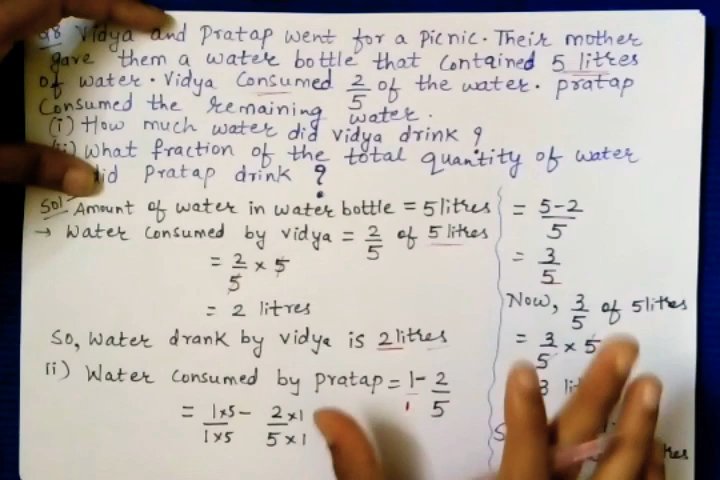 Q8 Vidya and Pratap went for a Picnic. Their mother
gave them a water bottle that contained 5 litres
of water. Vidya Consumed 2/5 of the water. Pratap
Consumed the remaining water.
(i) How much water did Vidya drink ?
(ii) What fraction of the total quantity of water
did Pratap drink ?
Sol:- Amount of water in water bottle = 5 litres
→ Water Consumed by Vidya = 2/5 of 5 litres
= 2/5 × 5
= 2 litres
So, Water drank by Vidya is 2 litres
(ii) Water Consumed by Pratap = 1/1 - 2/5
= 1×5/1×5 - 2×1/5×1
= 5-2/5
= 3/5
Now, 3/5 of 5 litres
= 3/5 × 5
3 lit